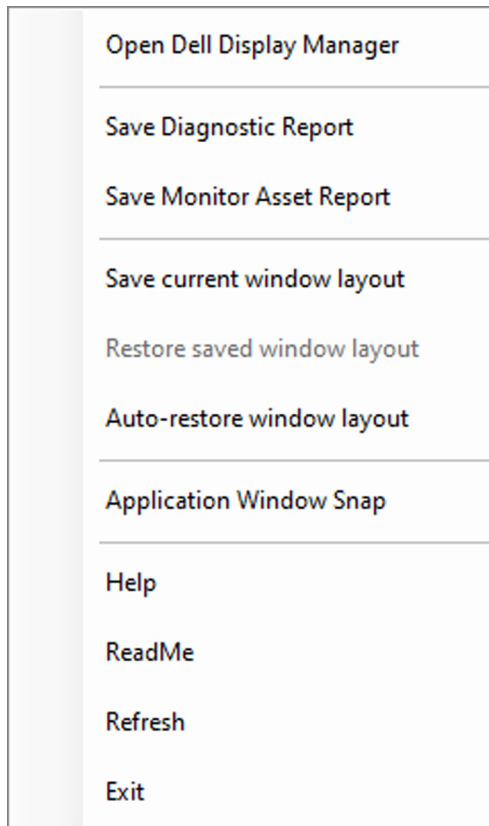 Open Dell Display Manager
Save Diagnostic Report
Save Monitor Asset Report
Save current window layout
Restore saved window layout
Auto-restore window layout
Application Window Snap
Help
ReadMe
Refresh
Exit